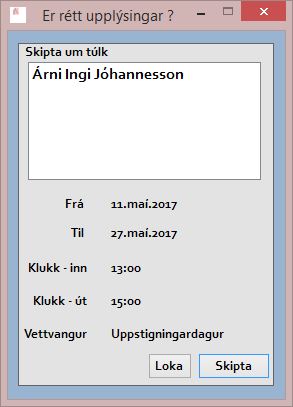 Er rétt upplýsingar ?
Skipta um túlk
Árni Ingi Jóhannesson
Frá 11.maí.2017
Til 27.maí.2017
Klukk - inn 13:00
Klukk - út 15:00
Vettvangur Uppstigningardagur
Loka Skipta